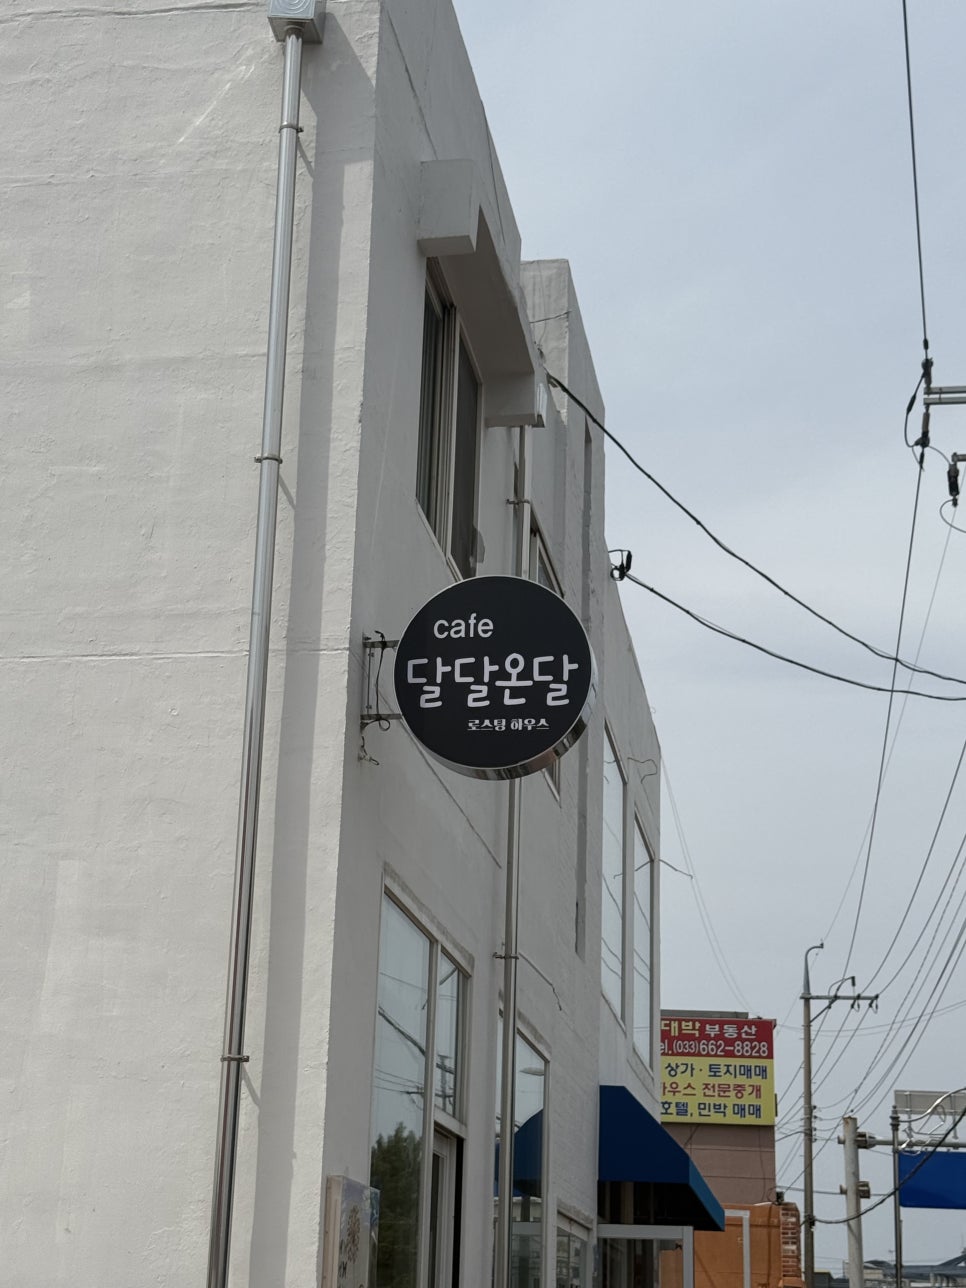 cafe
달달온달
로스팅 하우스
대박 부동산
el.(033)662-8828
상가·토지매매
하우스 전문중개
호텔, 민박 매매